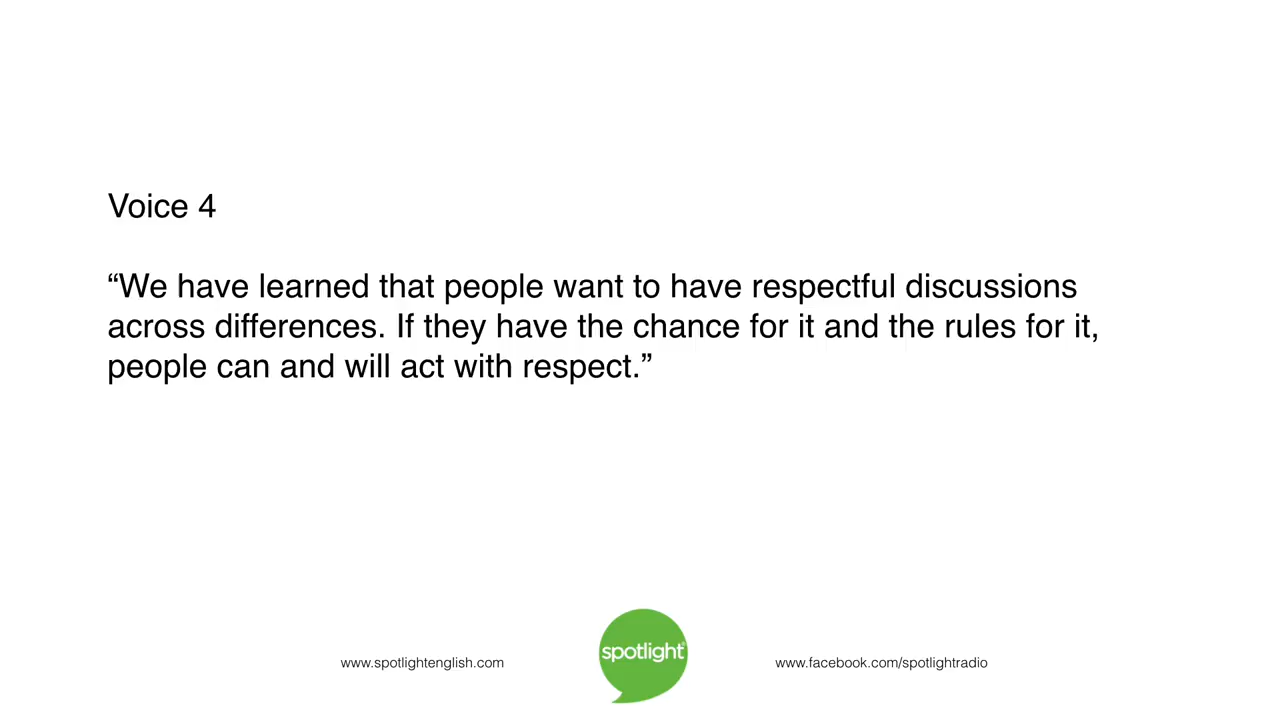 Voice 4
“We have learned that people want to have respectful discussions
across differences. If they have the chance for it and the rules for it,
people can and will act with respect.”
spotlight®
www.spotlightenglish.com
www.facebook.com/spotlightradio